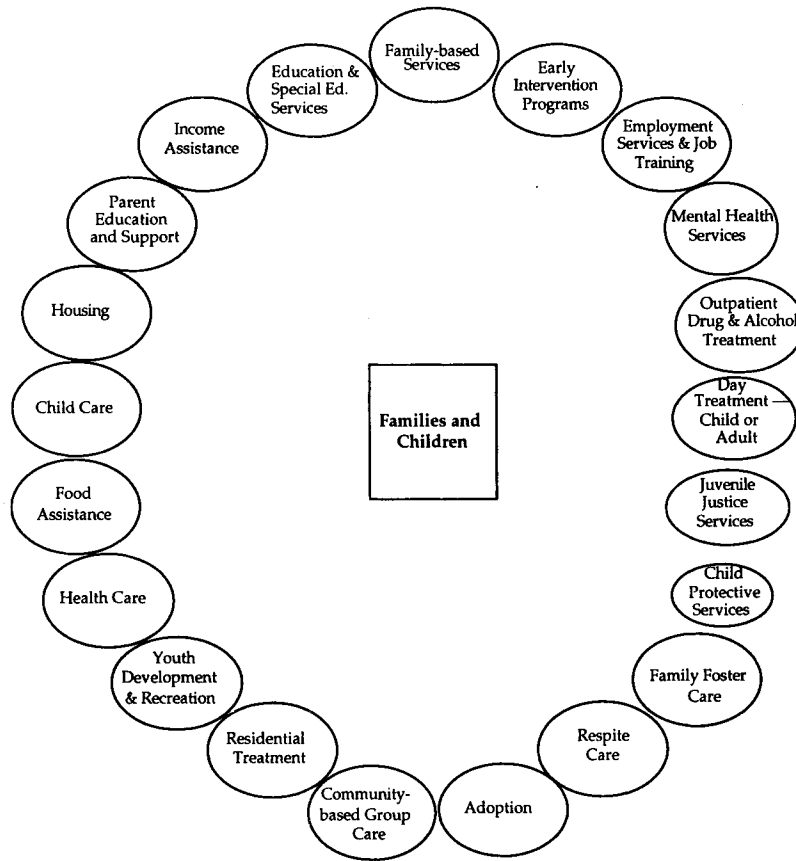 Family-based
Services
Early
Intervention
Programs
Employment
Services & Job
Training
Mental Health
Services
Outpatient
Drug & Alcohol
Treatment
Day
Treatment —
Child or
Adult
Juvenile
Justice
Services
Child
Protective
Services
Family Foster
Care
Respite
Care
Adoption
Community-
based Group
Care
Residential
Treatment
Youth
Development
& Recreation
Health Care
Food
Assistance
Child Care
Housing
Parent
Education
and Support
Income
Assistance
Education &
Special Ed.
Services
Families and
Children